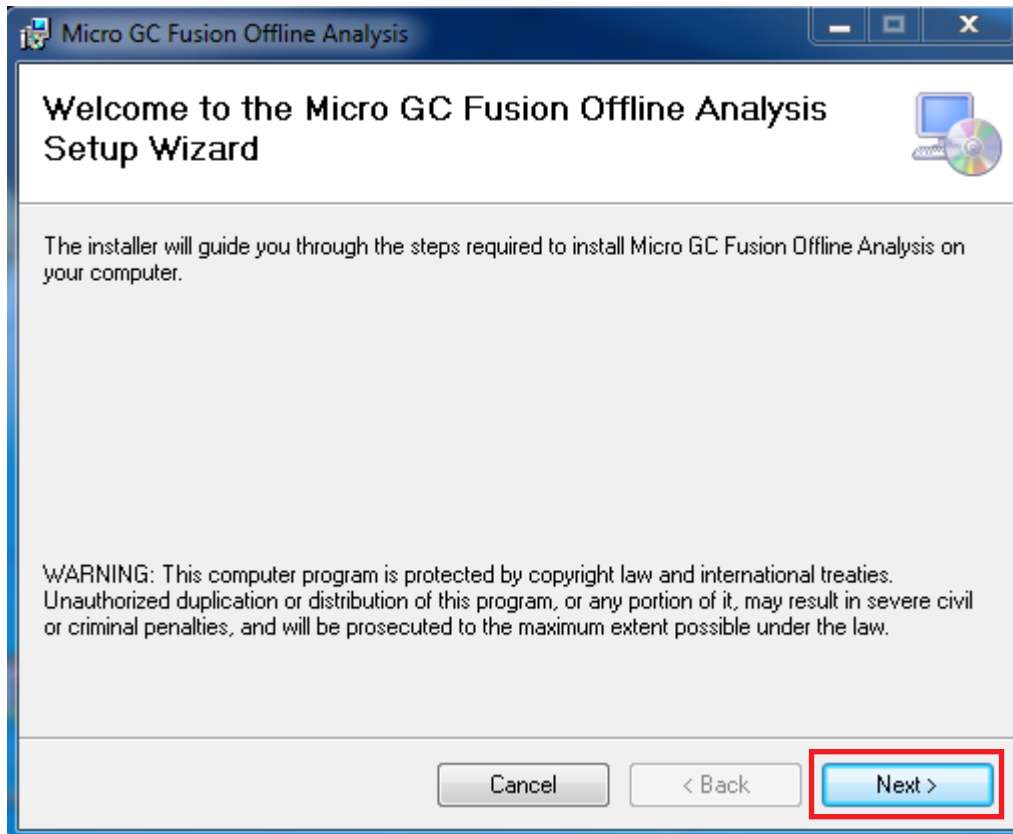 Micro GC Fusion Offline Analysis
Welcome to the Micro GC Fusion Offline Analysis
Setup Wizard
The installer will guide you through the steps required to install Micro GC Fusion Offline Analysis on
your computer.
WARNING: This computer program is protected by copyright law and international treaties.
Unauthorized duplication or distribution of this program, or any portion of it, may result in severe civil
or criminal penalties, and will be prosecuted to the maximum extent possible under the law.
Cancel < Back Next >